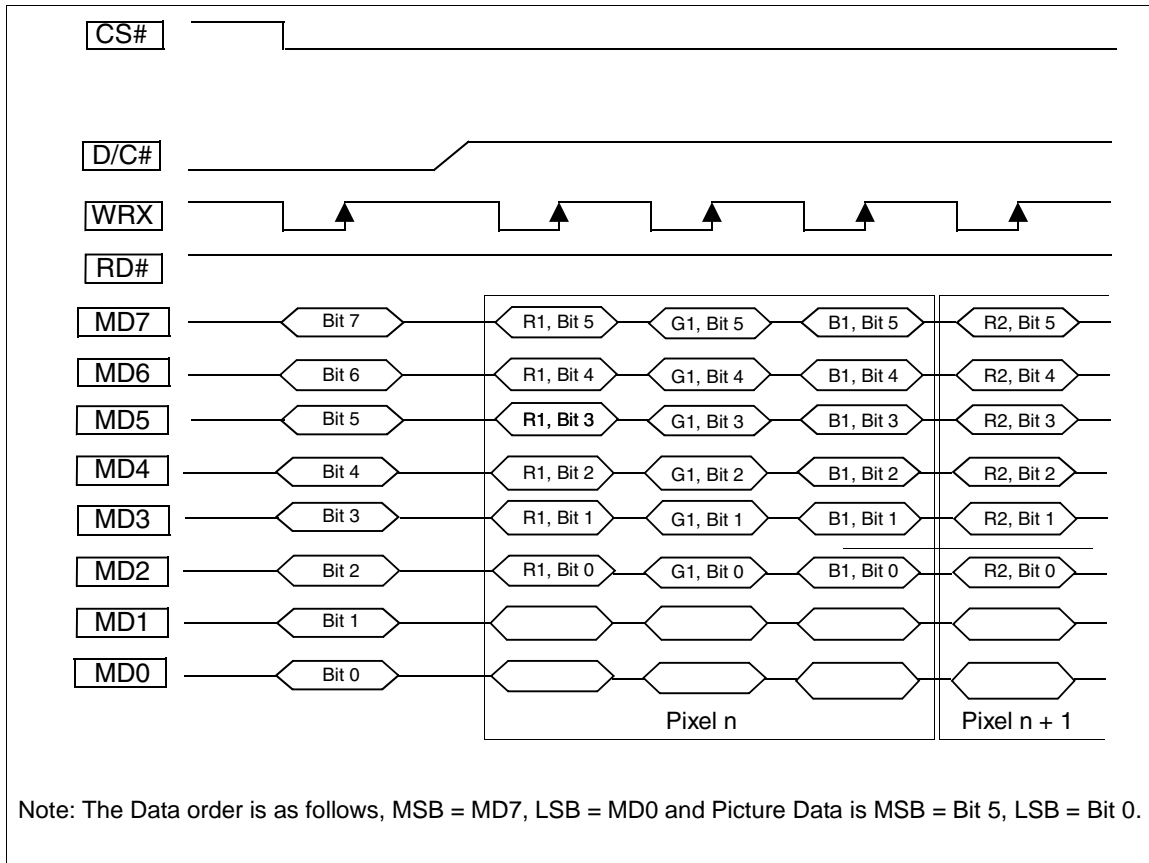 CS#
D/C#
WRX
RD#
MD7 Bit 7 R1, Bit 5 G1, Bit 5 B1, Bit 5 R2, Bit 5
MD6 Bit 6 R1, Bit 4 G1, Bit 4 B1, Bit 4 R2, Bit 4
MD5 Bit 5 R1, Bit 3 G1, Bit 3 B1, Bit 3 R2, Bit 3
MD4 Bit 4 R1, Bit 2 G1, Bit 2 B1, Bit 2 R2, Bit 2
MD3 Bit 3 R1, Bit 1 G1, Bit 1 B1, Bit 1 R2, Bit 1
MD2 Bit 2 R1, Bit 0 G1, Bit 0 B1, Bit 0 R2, Bit 0
MD1 Bit 1
MD0 Bit 0
Pixel n Pixel n + 1
Note: The Data order is as follows, MSB = MD7, LSB = MD0 and Picture Data is MSB = Bit 5, LSB = Bit 0.